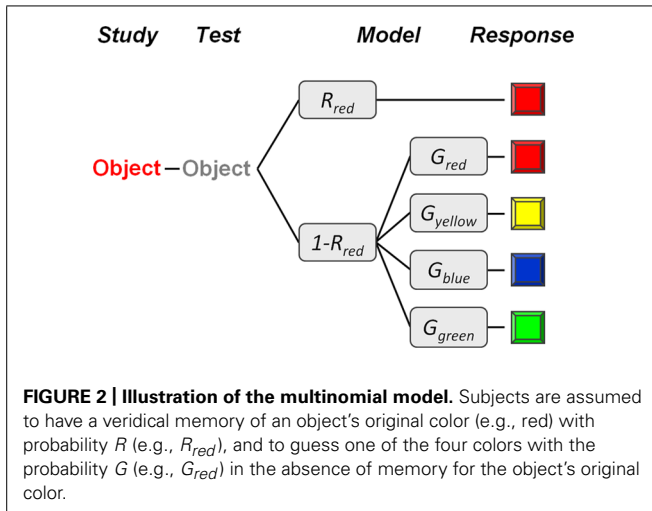 Study Test Model Response
R_red
Object — Object
G_red
G_yellow
1-R_red
G_blue
G_green
FIGURE 2 | Illustration of the multinomial model. Subjects are assumed
to have a veridical memory of an object's original color (e.g., red) with
probability R (e.g., R_red), and to guess one of the four colors with the
probability G (e.g., G_red) in the absence of memory for the object's original
color.